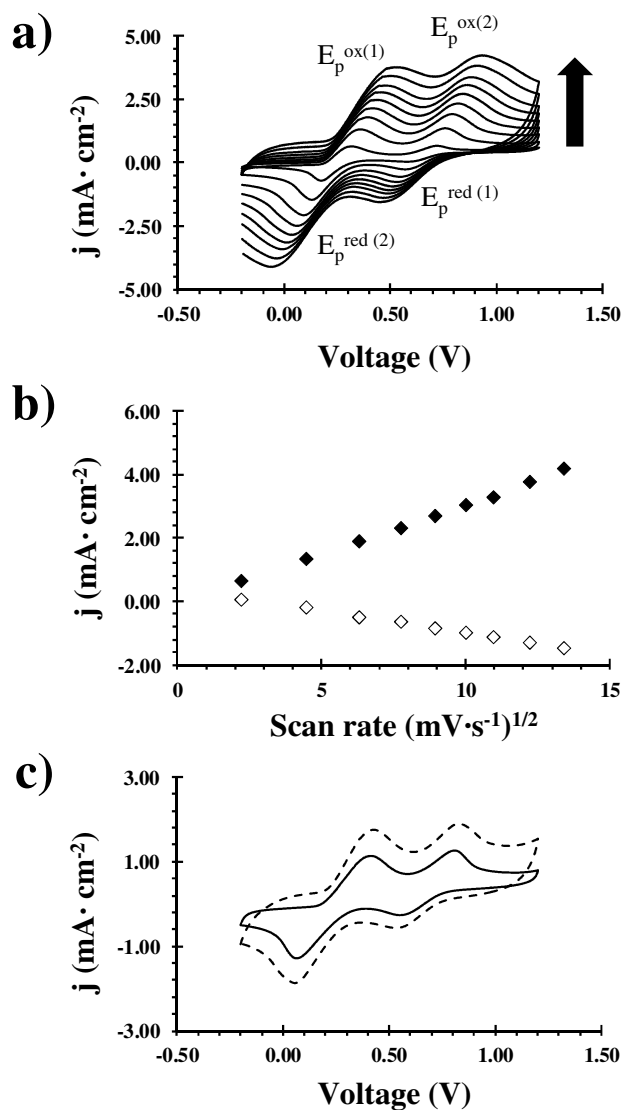 a)
E_p^ox(1)
E_p^ox(2)
5.00
2.50
0.00
-2.50
-5.00
j (mA· cm⁻²)
E_p^red (1)
E_p^red (2)
-0.50 0.00 0.50 1.00 1.50
Voltage (V)
b)
6.00
4.00
2.00
0.00
-2.00
j (mA· cm⁻²)
0 5 10 15
Scan rate (mV·s⁻¹)¹/²
c)
3.00
1.00
-1.00
-3.00
j (mA· cm⁻²)
-0.50 0.00 0.50 1.00 1.50
Voltage (V)